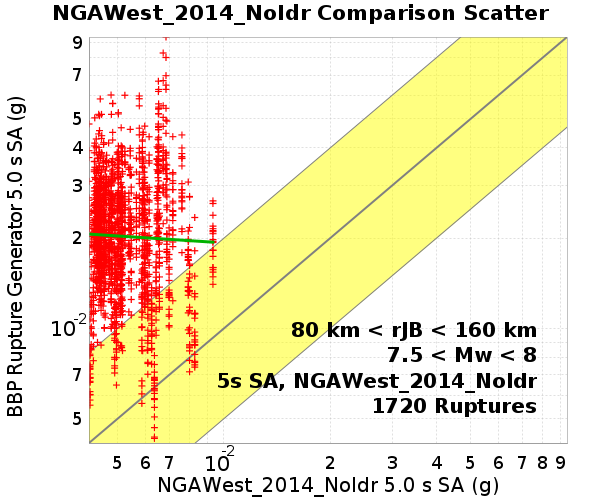 NGAWest_2014_NoIdr Comparison Scatter
BBP Rupture Generator 5.0 s SA (g)
9
7
5
4
3
2
10-2
7
5
80 km < rJB < 160 km
7.5 < Mw < 8
5s SA, NGAWest_2014_NoIdr
1720 Ruptures
5 6 7 10-2 2 3 4 5 6 7 8 9
NGAWest_2014_NoIdr 5.0 s SA (g)